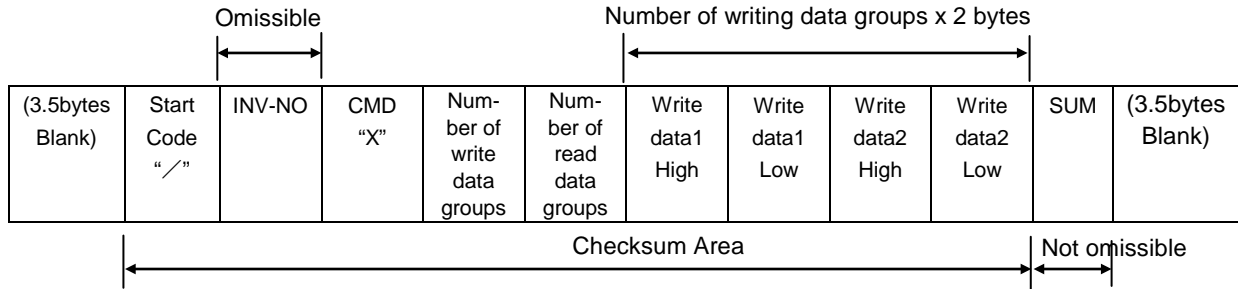 Omissible
Number of writing data groups x 2 bytes
(3.5bytes
Blank)
Start
Code
“／”
INV-NO
CMD
“X”
Num-
ber of
write
data
groups
Num-
ber of
read
data
groups
Write
data1
High
Write
data1
Low
Write
data2
High
Write
data2
Low
SUM
(3.5bytes
Blank)
Checksum Area
Not omissible